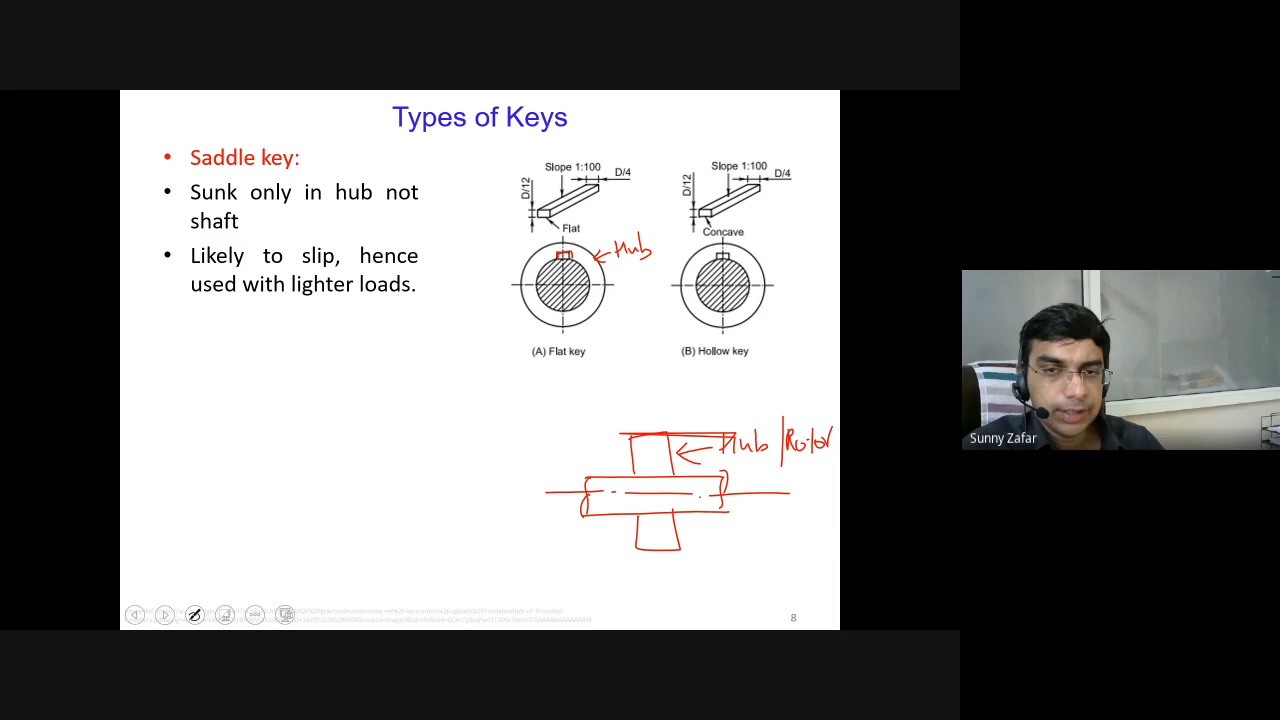 Types of Keys
• Saddle key:
• Sunk only in hub not
shaft
• Likely to slip, hence
used with lighter loads.
Slope 1:100
D/4
D/12
Flat
Hub
(A) Flat key
Slope 1:100
D/4
D/12
Concave
(B) Hollow key
Hub | Rotor
8
Sunny Zafar